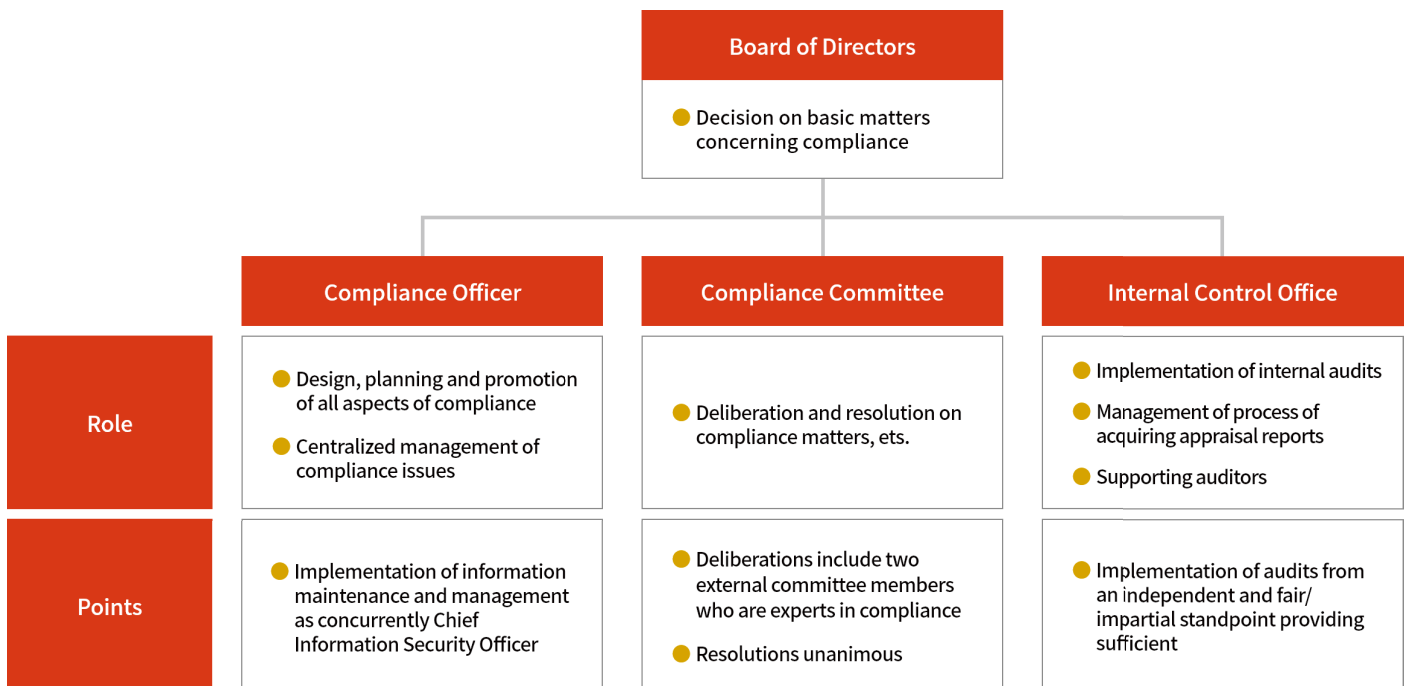 Board of Directors
Decision on basic matters
concerning compliance
Compliance Officer
Compliance Committee
Internal Control Office
Role
Design, planning and promotion
of all aspects of compliance
Centralized management of
compliance issues
Deliberation and resolution on
compliance matters, ets.
Implementation of internal audits
Management of process of
acquiring appraisal reports
Supporting auditors
Points
Implementation of information
maintenance and management
as concurrently Chief
Information Security Officer
Deliberations include two
external committee members
who are experts in compliance
Resolutions unanimous
Implementation of audits from
an independent and fair/
impartial standpoint providing
sufficient